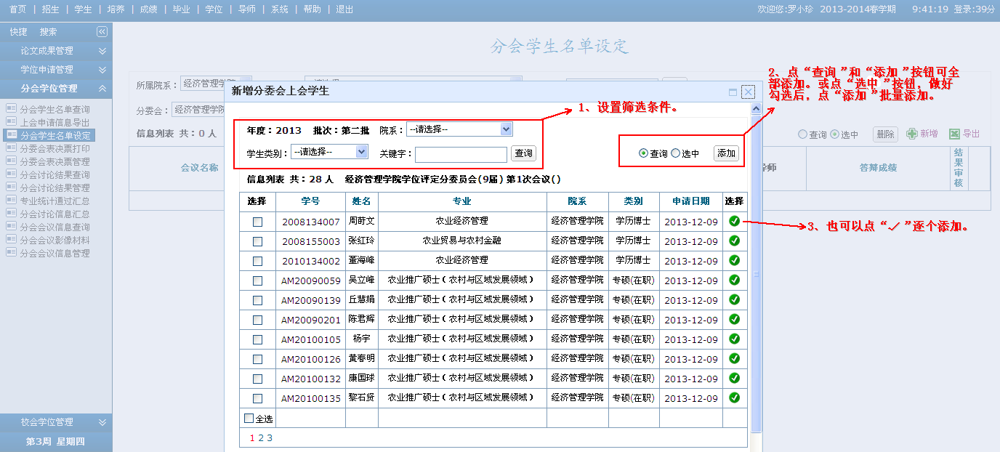 首页 | 招生 | 学生 | 培养 | 成绩 | 毕业 | 学位 | 导师 | 系统 | 帮助 | 退出
欢迎您:罗小珍 2013-2014春学期 9:41:19 登录:39分
快捷 搜索
论文成果管理
学位申请管理
分会学位管理
分会学生名单查询
上会申请信息导出
分会学生名单设定
分委会表决票打印
分委会表决票管理
分会讨论结果查询
分会讨论结果管理
专业统计通过汇总
分会讨论信息汇总
分会会议信息查询
分会会议影像材料
分会会议信息管理
校会学位管理
第3周 星期四
分会学生名单设定
所属院系： 经济管理学院
分委会： 经济管理学院
信息列表 共：0 人
查询 选中 删除 新增 导出
会议名称 导师 答辩成绩 结果审核
新增分委会上会学生
年度：2013 批次：第二批 院系： --请选择--
学生类别： --请选择-- 关键字： 查询
查询 选中 添加
信息列表 共：28 人 经济管理学院学位评定分委员会(9届)第1次会议()
选择 学号 姓名 专业 院系 类别 申请日期 选择
2008134007 周莳文 农业经济管理 经济管理学院 学历博士 2013-12-09
2008155003 张红玲 农业贸易与农村金融 经济管理学院 学历博士 2013-12-09
2010134002 董海峰 农业经济管理 经济管理学院 学历博士 2013-12-09
AM20090059 吴立峰 农业推广硕士（农村与区域发展领域） 经济管理学院 专硕(在职) 2013-12-09
AM20090139 丘慧娟 农业推广硕士（农村与区域发展领域） 经济管理学院 专硕(在职) 2013-12-09
AM20090201 陈君辉 农业推广硕士（农村与区域发展领域） 经济管理学院 专硕(在职) 2013-12-09
AM20100105 杨宇 农业推广硕士（农村与区域发展领域） 经济管理学院 专硕(在职) 2013-12-09
AM20100126 黄春明 农业推广硕士（农村与区域发展领域） 经济管理学院 专硕(在职) 2013-12-09
AM20100132 康国球 农业推广硕士（农村与区域发展领域） 经济管理学院 专硕(在职) 2013-12-09
AM20100135 黎石贤 农业推广硕士（农村与区域发展领域） 经济管理学院 专硕(在职) 2013-12-09
全选
1 2 3
1、设置筛选条件。
2、点“查询”和“添加”按钮可全
部添加。或点“选中”按钮，做好
勾选后，点“添加”批量添加。
3、也可以点“✓”逐个添加。